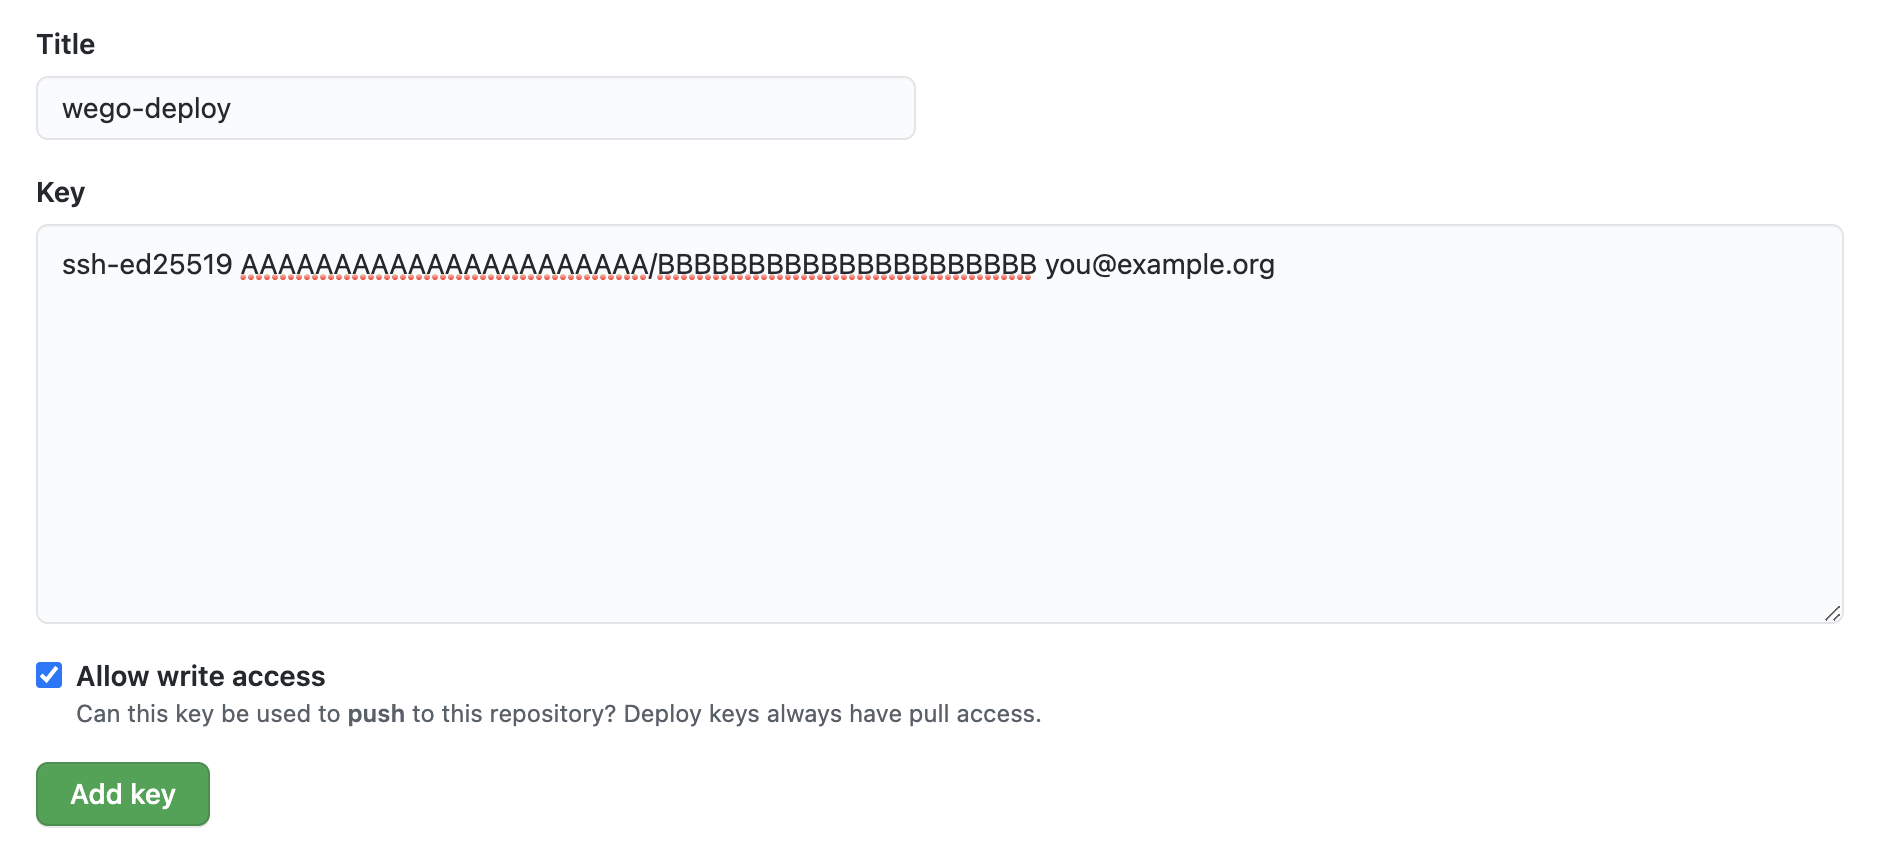 Title
wego-deploy
Key
ssh-ed25519 AAAAAAAAAAAAAAAAAAAAAA/BBBBBBBBBBBBBBBBBBBBB you@example.org
Allow write access
Can this key be used to push to this repository? Deploy keys always have pull access.
Add key